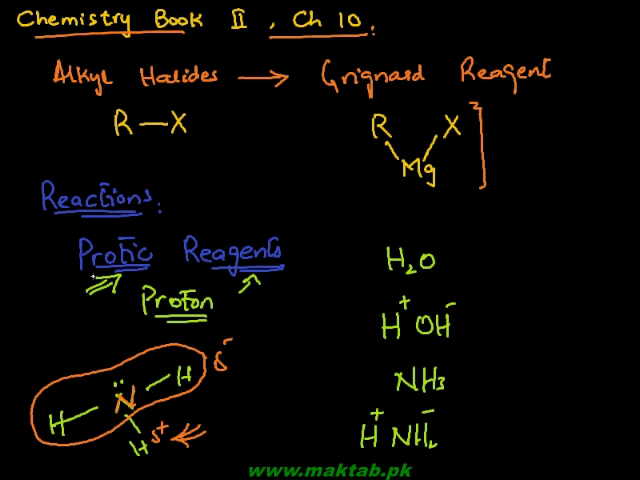 Chemistry Book II, Ch 10.
Alkyl Halides → Grignard Reagent
R—X
R X
Mg
Reactions:
Protic Reagents
H₂O
Proton
H⁺ OH⁻
H N̈ H δ⁻
H δ⁺
NH₃
H⁺ NH₂⁻
www.maktab.pk